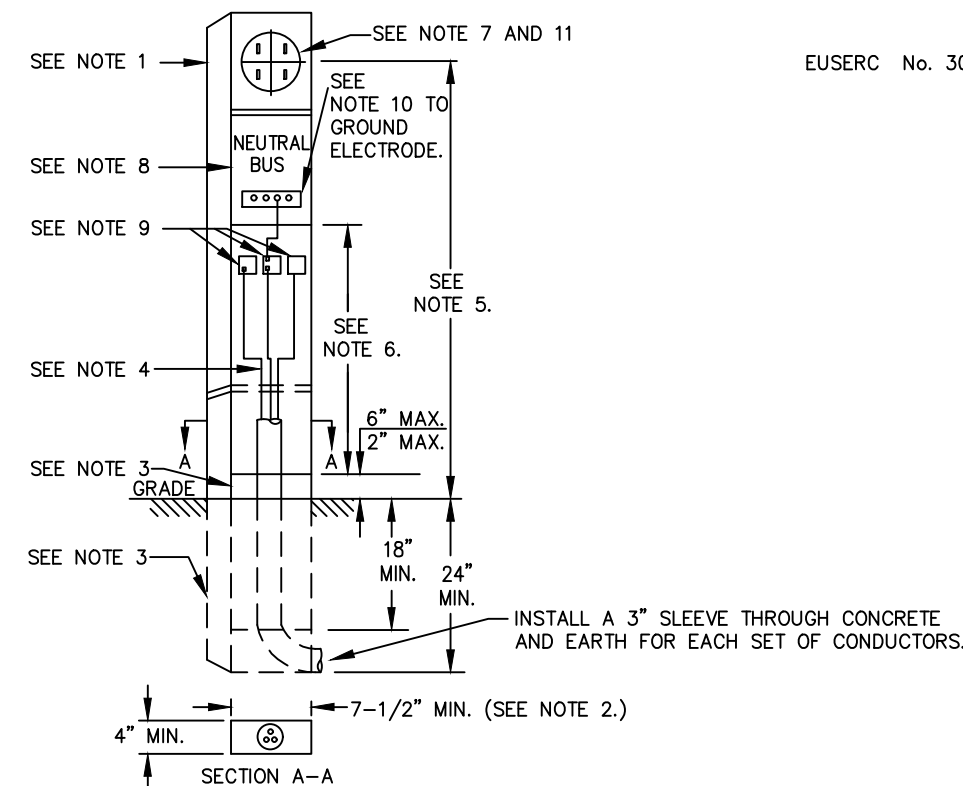 SEE NOTE 7 AND 11
SEE NOTE 1
EUSERC No. 30
SEE
NOTE 10 TO
GROUND
ELECTRODE.
NEUTRAL
BUS
SEE NOTE 8
SEE NOTE 9
SEE
NOTE 5.
SEE
NOTE 6.
SEE NOTE 4
6” MAX.
2” MAX.
A
A
SEE NOTE 3
GRADE
18”
MIN.
24”
MIN.
SEE NOTE 3
INSTALL A 3” SLEEVE THROUGH CONCRETE
AND EARTH FOR EACH SET OF CONDUCTORS.
7-1/2” MIN. (SEE NOTE 2.)
4” MIN.
SECTION A-A